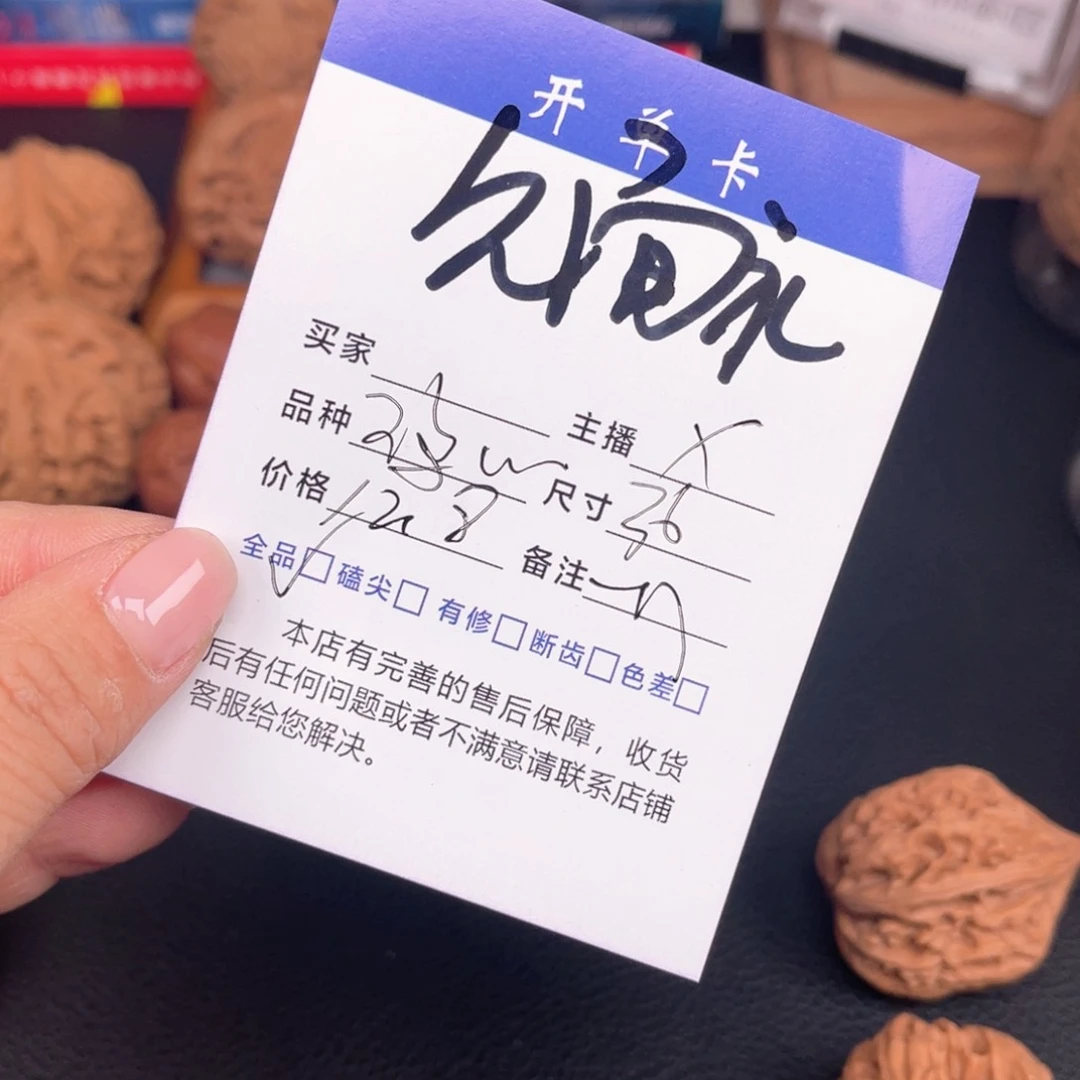 开单卡
买家
主播
品种
尺寸 36
价格 128
备注
全品□ 磕尖□ 有修□ 断齿□ 色差□
本店有完善的售后保障，收货
后有任何问题或者不满意请联系店铺
客服给您解决。